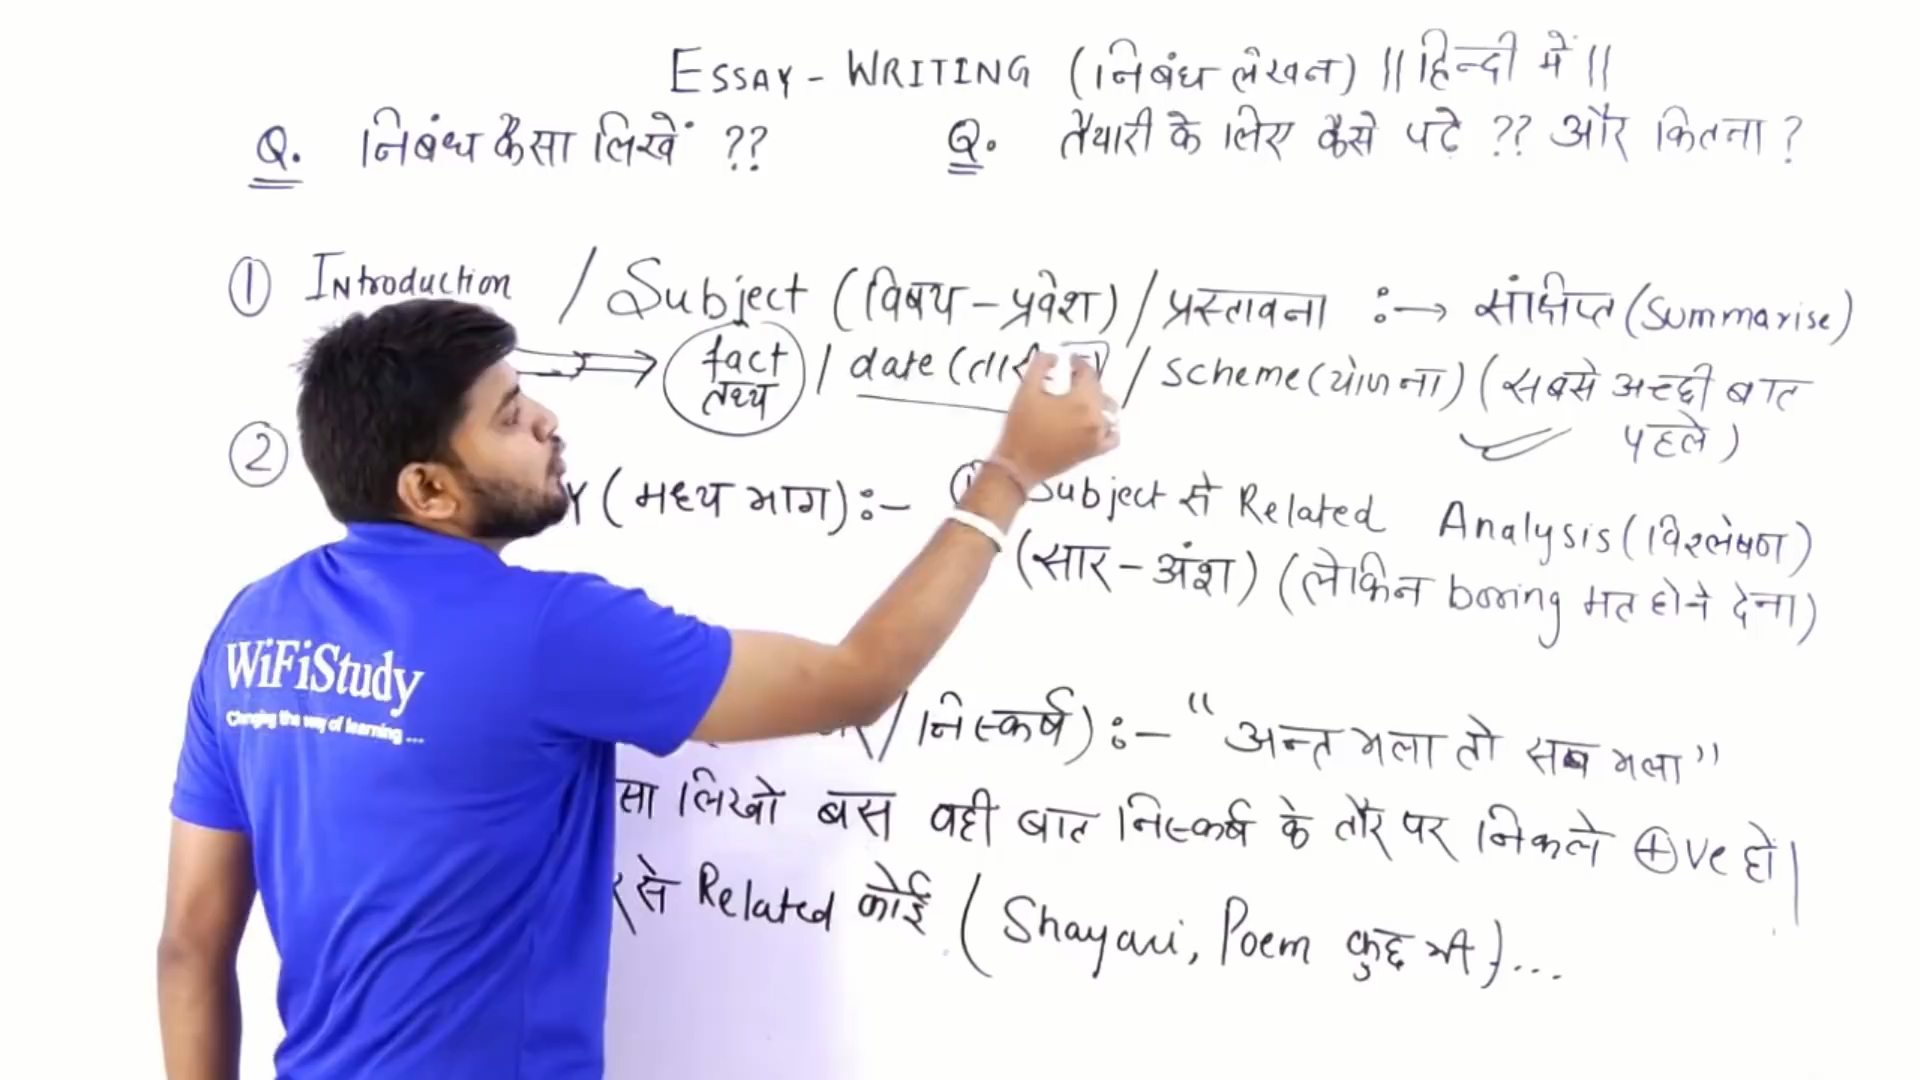 ESSAY - WRITING (निबंध लेखन) || हिन्दी में ||
Q. निबंध कैसा लिखें ??
Q. तैयारी के लिए कैसे पढे ?? और कितना ?
① Introduction / Subject (विषय - प्रवेश) / प्रस्तावना :→ संक्षिप्त (Summarise)
fact तथ्य / date ( / Scheme (योजना) (सबसे अच्छी बात पहले)
② (मध्य भाग) :- Subject से Related Analysis (विश्लेषण)
(सार - अंश) (लेकिन boring मत होने देना)
/ निष्कर्ष) :- “अन्त भला तो सब भला”
लिखो बस वही बात निष्कर्ष के तौर पर निकले ⊕ve हो |
से Related कोई (Shayari, Poem कुछ भी) ...
WiFiStudy
Changing the way of learning ...